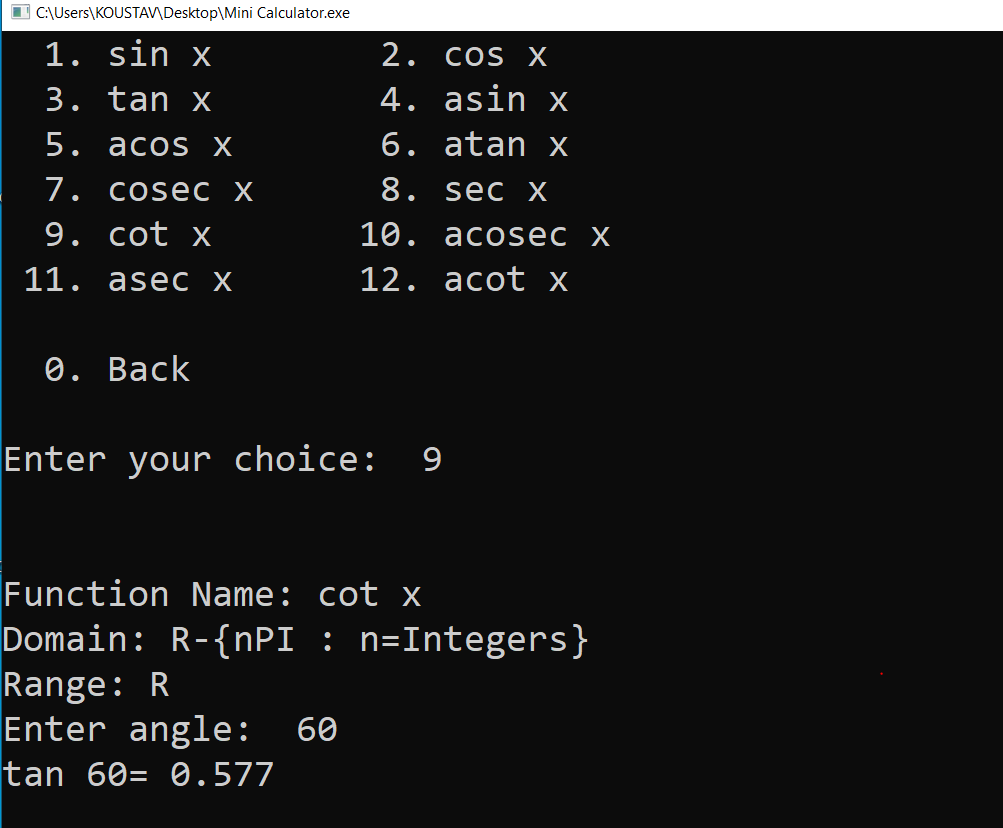 C:\Users\KOUSTAV\Desktop\Mini Calculator.exe
1. sin x 2. cos x
3. tan x 4. asin x
5. acos x 6. atan x
7. cosec x 8. sec x
9. cot x 10. acosec x
11. asec x 12. acot x
0. Back
Enter your choice: 9
Function Name: cot x
Domain: R-{nPI : n=Integers}
Range: R
Enter angle: 60
tan 60= 0.577